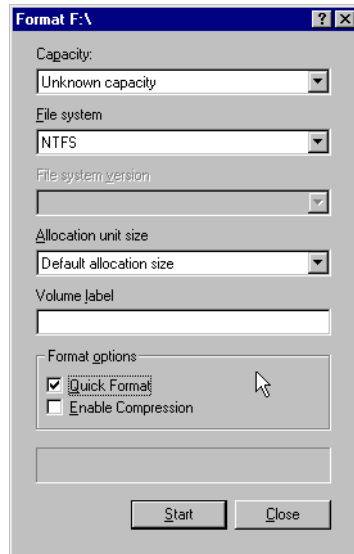 Format F:\
Capacity:
Unknown capacity
File system
NTFS
File system version
Allocation unit size
Default allocation size
Volume label
Format options
Quick Format
Enable Compression
Start
Close